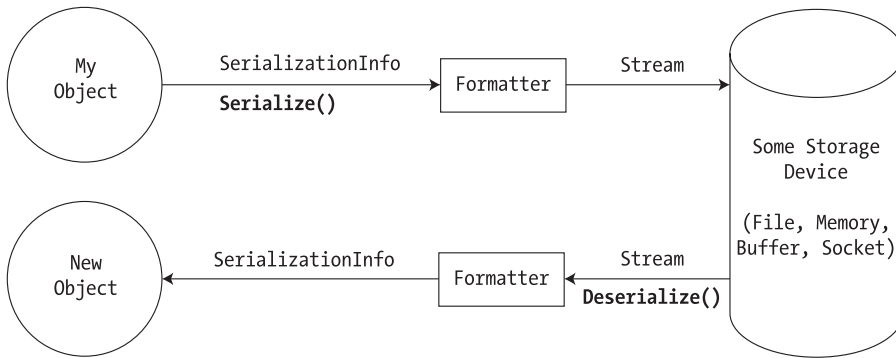 My
Object
SerializationInfo
Serialize()
Formatter
Stream
Some Storage
Device
(File, Memory,
Buffer, Socket)
New
Object
SerializationInfo
Formatter
Stream
Deserialize()